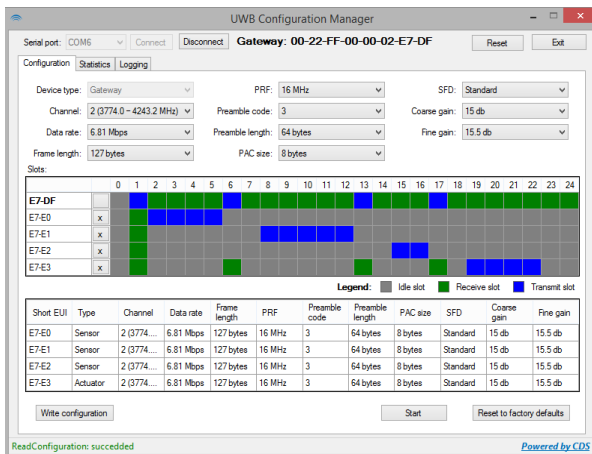 UWB Configuration Manager
Serial port: COM6 Connect Disconnect Gateway: 00-22-FF-00-00-02-E7-DF Reset Exit
Configuration Statistics Logging
Device type: Gateway PRF: 16 MHz SFD: Standard
Channel: 2 (3774.0 – 4243.2 MHz) Preamble code: 3 Coarse gain: 15 db
Data rate: 6.81 Mbps Preamble length: 64 bytes Fine gain: 15.5 db
Frame length: 127 bytes PAC size: 8 bytes
Slots:
0 1 2 3 4 5 6 7 8 9 10 11 12 13 14 15 16 17 18 19 20 21 22 23 24
E7-DF
E7-E0 x
E7-E1 x
E7-E2 x
E7-E3 x
Legend: Idle slot Receive slot Transmit slot
Short EUI Type Channel Data rate Frame length PRF Preamble code Preamble length PAC size SFD Coarse gain Fine gain
E7-E0 Sensor 2 (3774.... 6.81 Mbps 127 bytes 16 MHz 3 64 bytes 8 bytes Standard 15 db 15.5 db
E7-E1 Sensor 2 (3774.... 6.81 Mbps 127 bytes 16 MHz 3 64 bytes 8 bytes Standard 15 db 15.5 db
E7-E2 Sensor 2 (3774.... 6.81 Mbps 127 bytes 16 MHz 3 64 bytes 8 bytes Standard 15 db 15.5 db
E7-E3 Actuator 2 (3774.... 6.81 Mbps 127 bytes 16 MHz 3 64 bytes 8 bytes Standard 15 db 15.5 db
Write configuration Start Reset to factory defaults
ReadConfiguration: succedded Powered by CDS